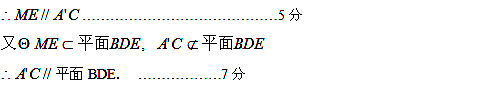 ∴ ME // A'C ……………………………………5 分
又Θ ME ⊂ 平面BDE, A'C ⊄ 平面BDE
∴ A'C // 平面 BDE. ………………7 分